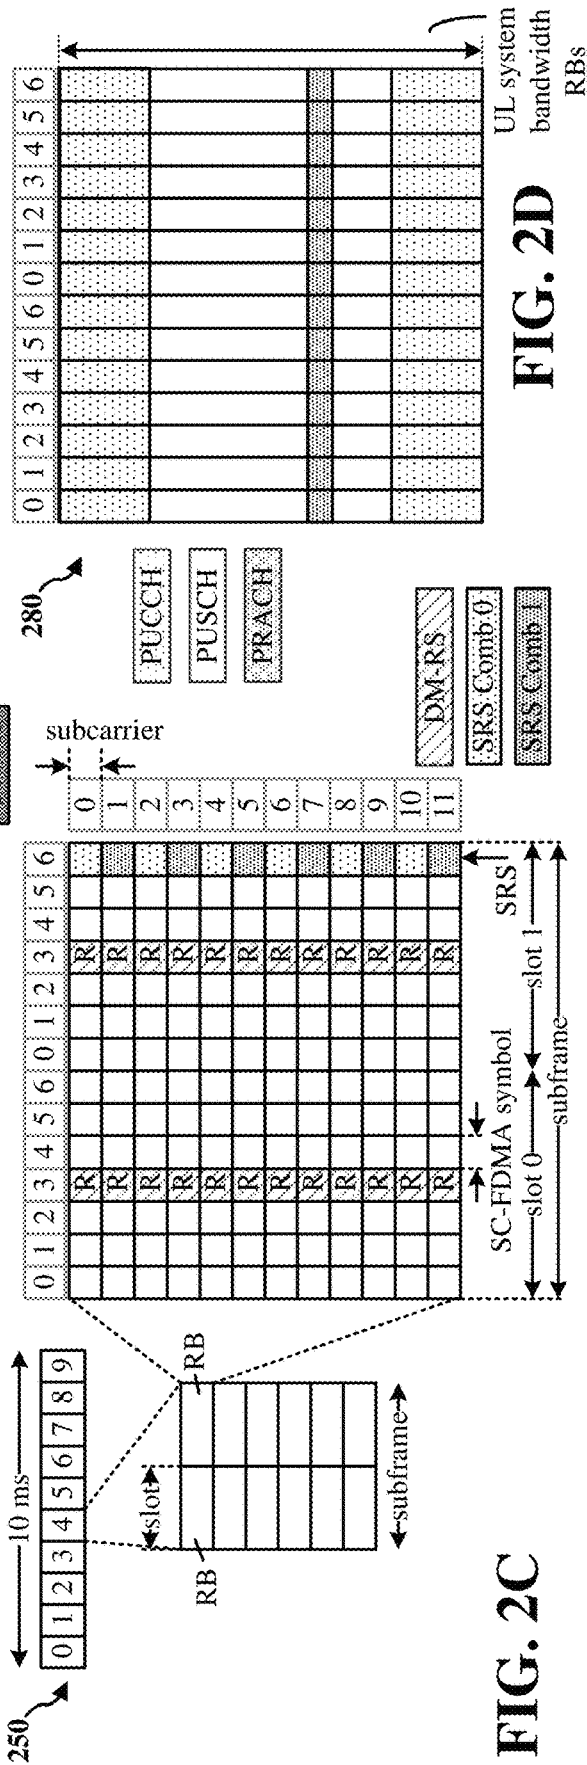 250
10 ms
0 1 2 3 4 5 6 7 8 9
slot
RB
RB
subframe
FIG. 2C
0 1 2 3 4 5 6 0 1 2 3 4 5 6
subcarrier
R R 0
R R 1
R R 2
R R 3
R R 4
R R 5
R R 6
R R 7
R R 8
R R 9
R R 10
R R 11
SC-FDMA symbol
SRS
slot 0
slot 1
subframe
DM-RS
SRS Comb 0
SRS Comb 1
280
PUCCH
PUSCH
PRACH
0 1 2 3 4 5 6 0 1 2 3 4 5 6
UL system
bandwidth
RBs
FIG. 2D